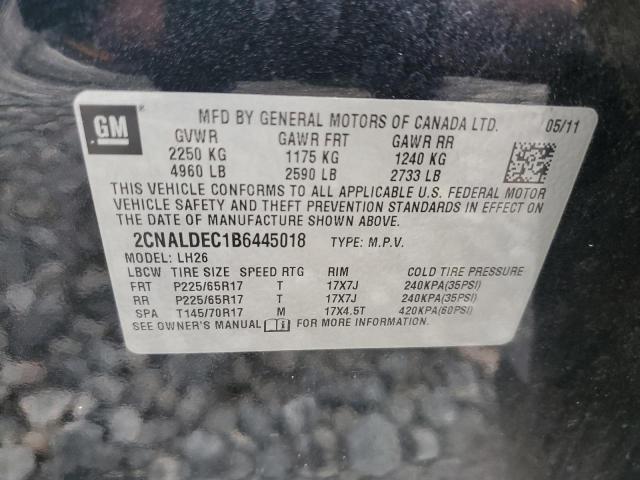 GM
MFD BY GENERAL MOTORS OF CANADA LTD. 05/11
GVWR GAWR FRT GAWR RR
2250 KG 1175 KG 1240 KG
4960 LB 2590 LB 2733 LB
THIS VEHICLE CONFORMS TO ALL APPLICABLE U.S. FEDERAL MOTOR
VEHICLE SAFETY AND THEFT PREVENTION STANDARDS IN EFFECT ON
THE DATE OF MANUFACTURE SHOWN ABOVE.
2CNALDEC1B6445018 TYPE: M.P.V.
MODEL: LH26
LBCW TIRE SIZE SPEED RTG RIM COLD TIRE PRESSURE
FRT P225/65R17 T 17X7J 240KPA(35PSI)
RR P225/65R17 T 17X7J 240KPA(35PSI)
SPA T145/70R17 M 17X4.5T 420KPA(60PSI)
SEE OWNER'S MANUAL FOR MORE INFORMATION.